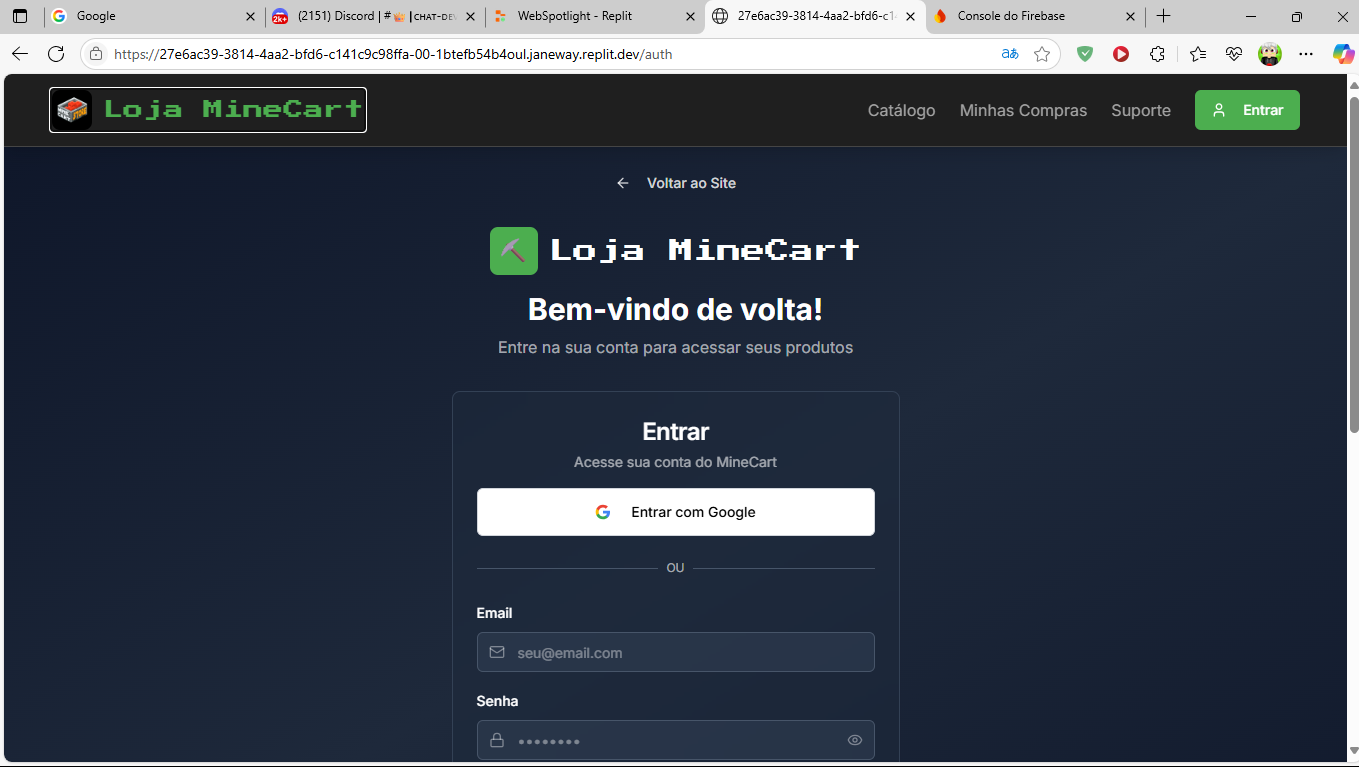 Google
(2151) Discord | #👑|CHAT-DEV
WebSpotlight - Replit
27e6ac39-3814-4aa2-bfd6-c1
Console do Firebase
https://27e6ac39-3814-4aa2-bfd6-c141c9c98ffa-00-1btefb54b4oul.janeway.replit.dev/auth
Loja MineCart
Catálogo
Minhas Compras
Suporte
Entrar
Voltar ao Site
Loja MineCart
Bem-vindo de volta!
Entre na sua conta para acessar seus produtos
Entrar
Acesse sua conta do MineCart
Entrar com Google
OU
Email
seu@email.com
Senha
••••••••